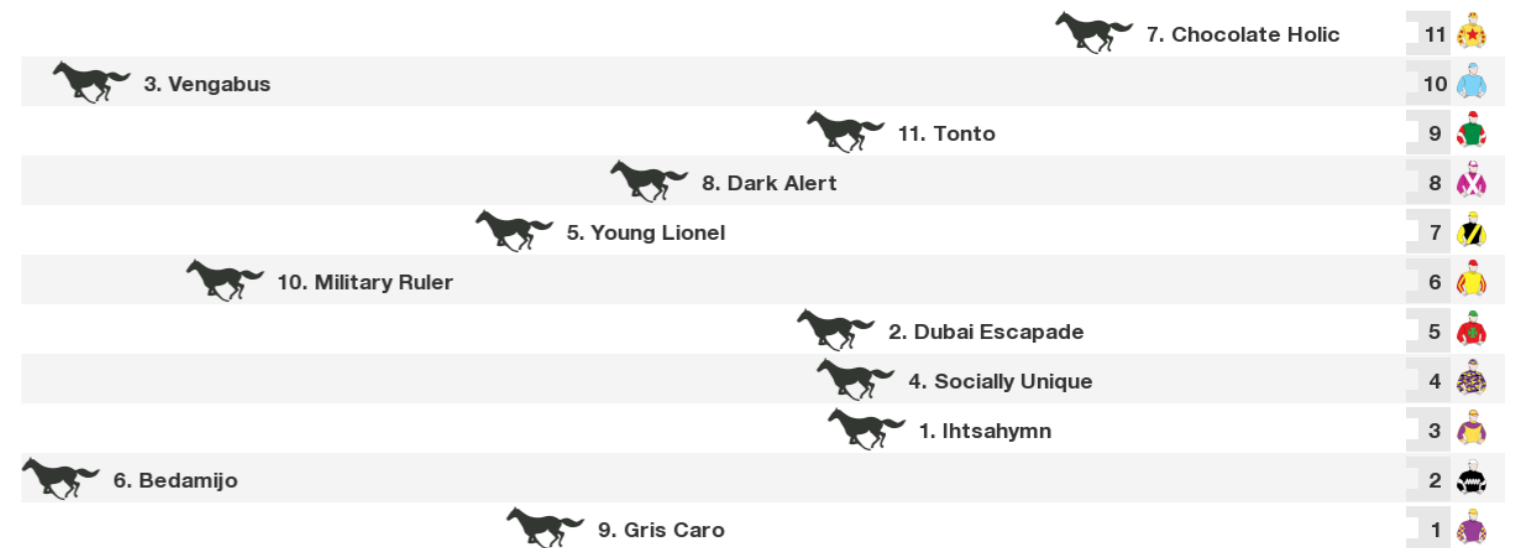 7. Chocolate Holic 11
3. Vengabus 10
11. Tonto 9
8. Dark Alert 8
5. Young Lionel 7
10. Military Ruler 6
2. Dubai Escapade 5
4. Socially Unique 4
1. Ihtsahymn 3
6. Bedamijo 2
9. Gris Caro 1